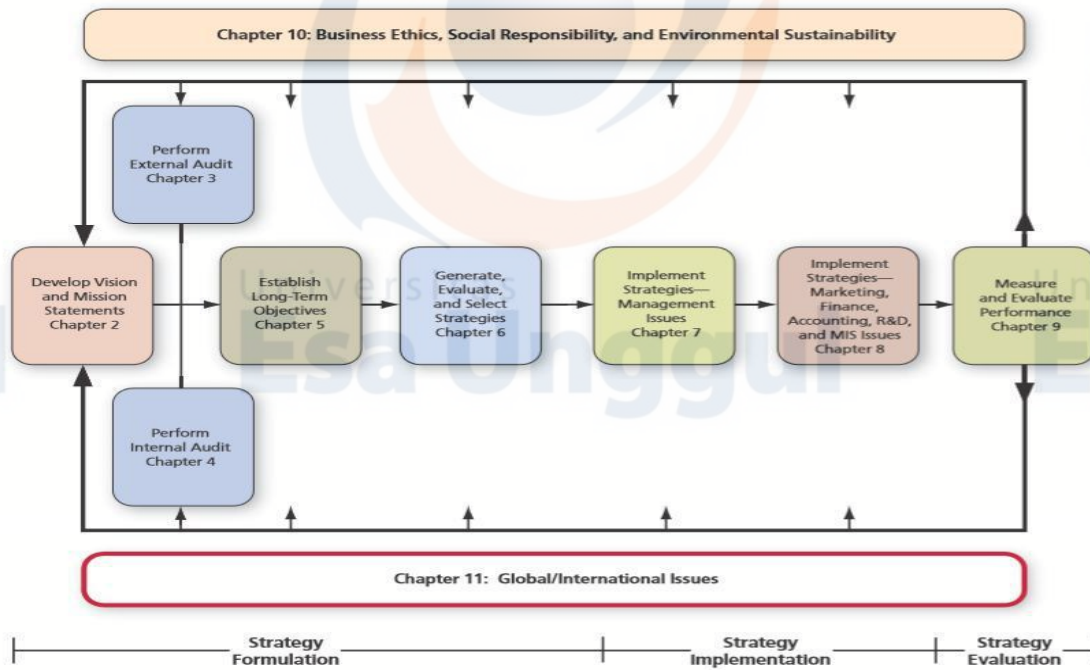 Chapter 10: Business Ethics, Social Responsibility, and Environmental Sustainability
Perform
External Audit
Chapter 3
Develop Vision
and Mission
Statements
Chapter 2
Establish
Long-Term
Objectives
Chapter 5
Generate,
Evaluate,
and Select
Strategies
Chapter 6
Implement
Strategies—
Management
Issues
Chapter 7
Implement
Strategies—
Marketing,
Finance,
Accounting, R&D,
and MIS Issues
Chapter 8
Measure
and Evaluate
Performance
Chapter 9
Universitas
Esa Unggul
Perform
Internal Audit
Chapter 4
Chapter 11: Global/International Issues
Strategy
Formulation
Strategy
Implementation
Strategy
Evaluation